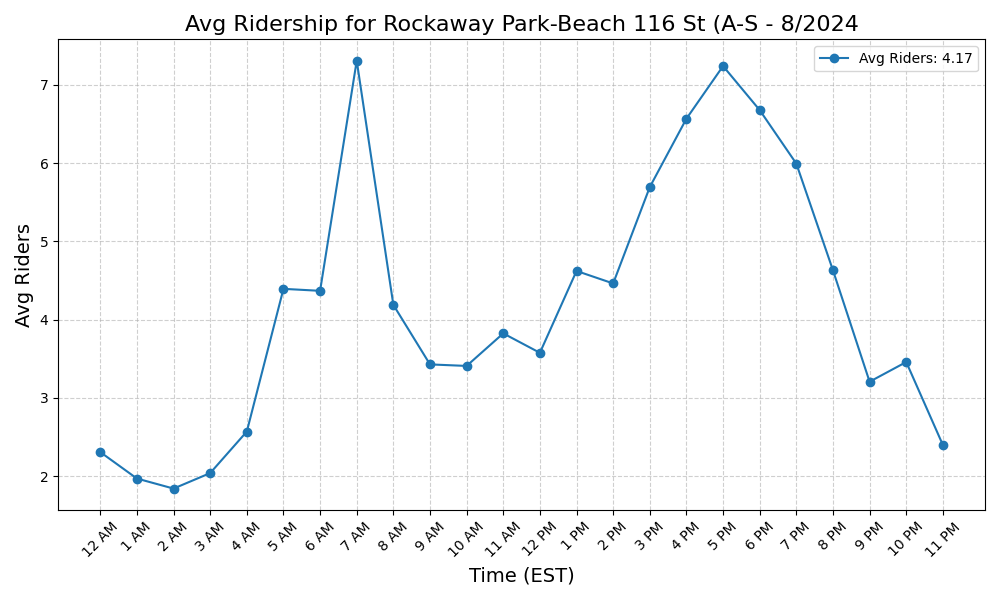 Avg Ridership for Rockaway Park-Beach 116 St (A-S - 8/2024
Avg Riders: 4.17
Avg Riders
7
6
5
4
3
2
12 AM
1 AM
2 AM
3 AM
4 AM
5 AM
6 AM
7 AM
8 AM
9 AM
10 AM
11 AM
12 PM
1 PM
2 PM
3 PM
4 PM
5 PM
6 PM
7 PM
8 PM
9 PM
10 PM
11 PM
Time (EST)